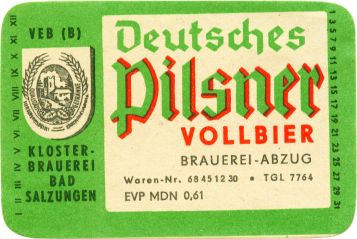 VEB (B)
KLOSTER-
BRAUEREI
BAD
SALZUNGEN
I II III IV V VI VII VIII IX X XI XII
Deutsches
Pilsner
VOLLBIER
BRAUEREI-ABZUG
Waren-Nr. 68451230 • TGL 7764
EVP MDN 0,61
1 3 5 7 9 11 13 15 17 19 21 23 25 27 29 31